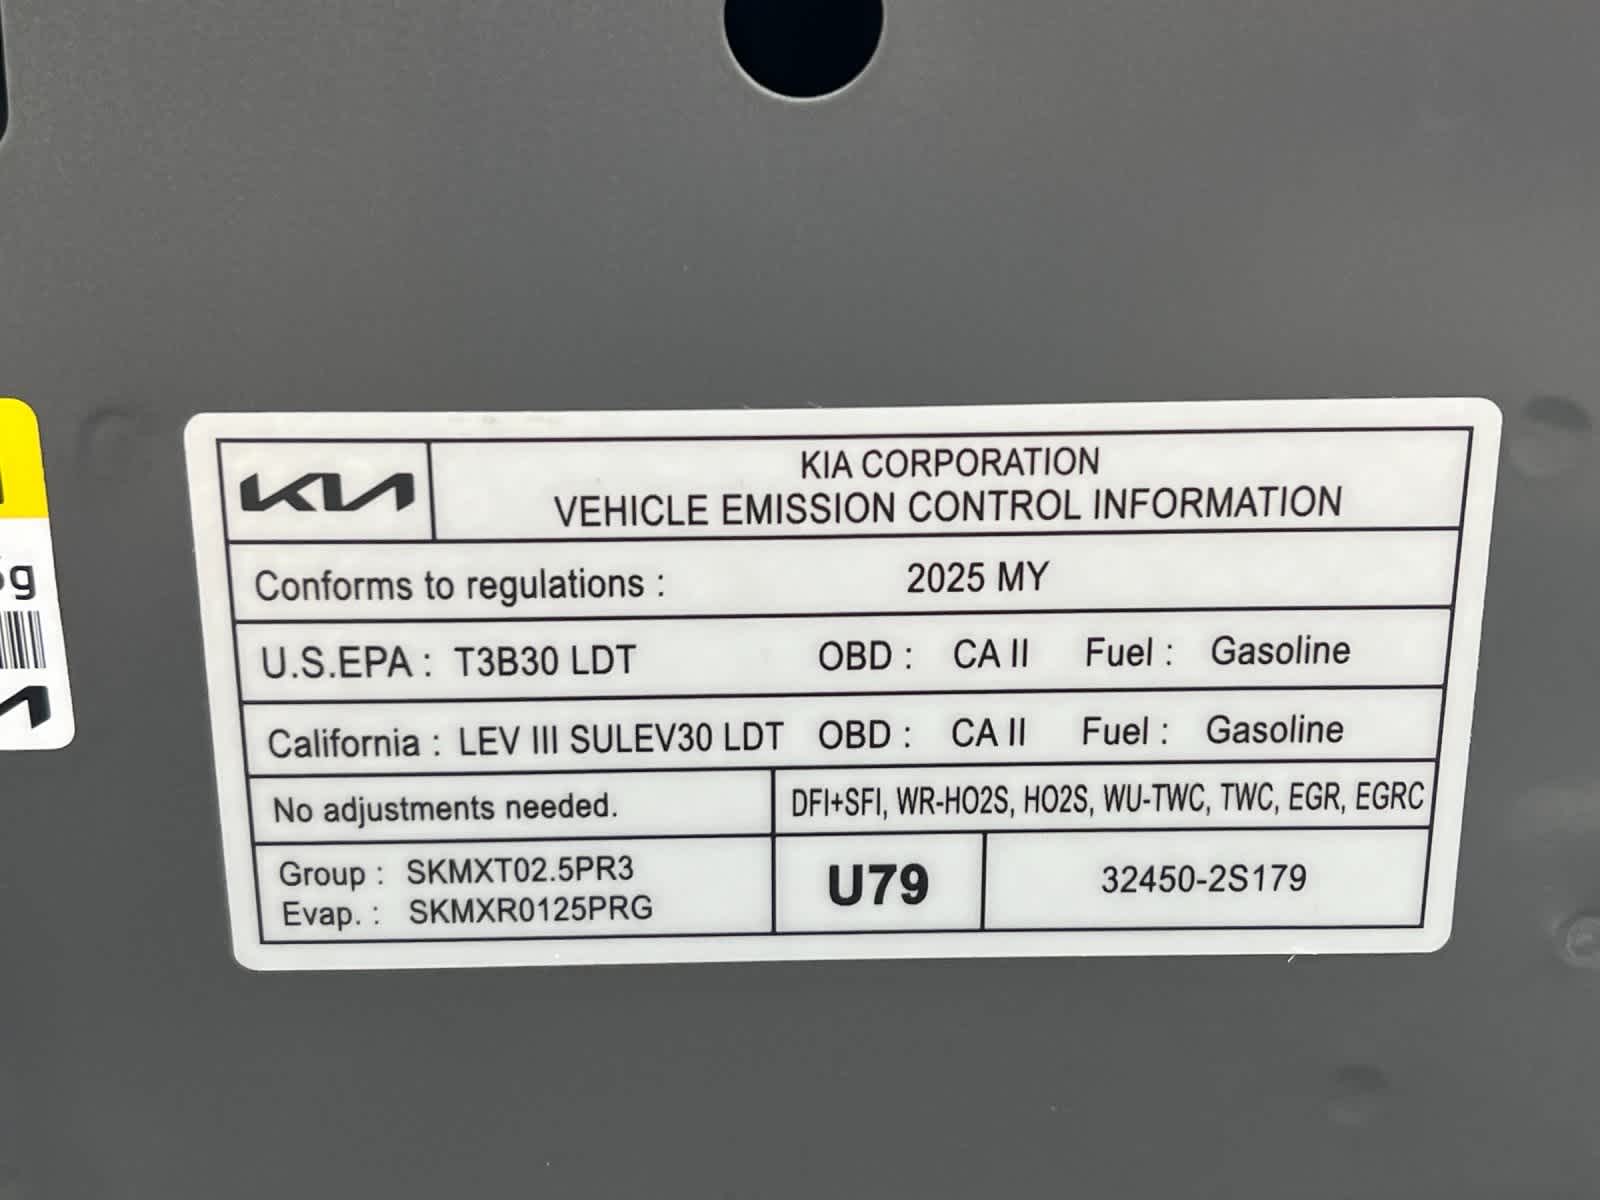 KIA
KIA CORPORATION
VEHICLE EMISSION CONTROL INFORMATION
Conforms to regulations : 2025 MY
U.S.EPA : T3B30 LDT OBD : CA II Fuel : Gasoline
California : LEV III SULEV30 LDT OBD : CA II Fuel : Gasoline
No adjustments needed. DFI+SFI, WR-HO2S, HO2S, WU-TWC, TWC, EGR, EGRC
Group : SKMXT02.5PR3
Evap. : SKMXR0125PRG
U79 32450-2S179
g